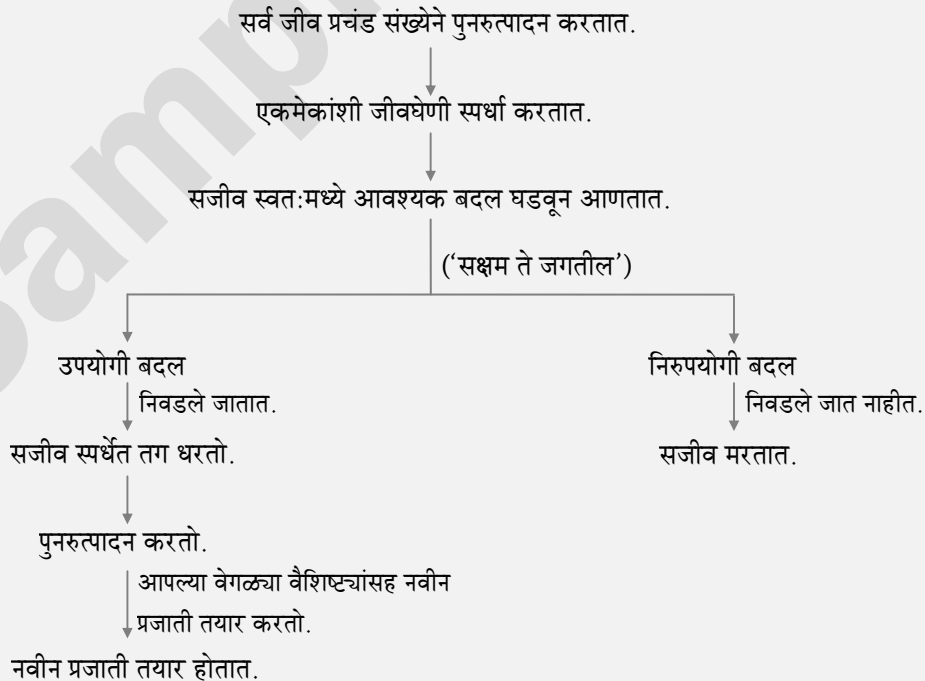 सर्व जीव प्रचंड संख्येने पुनरुत्पादन करतात.
एकमेकांशी जीवघेणी स्पर्धा करतात.
सजीव स्वत:मध्ये आवश्यक बदल घडवून आणतात.
(‘सक्षम ते जगतील’)
उपयोगी बदल
निवडले जातात.
सजीव स्पर्धेत तग धरतो.
पुनरुत्पादन करतो.
आपल्या वेगळ्या वैशिष्ट्यांसह नवीन
प्रजाती तयार करतो.
नवीन प्रजाती तयार होतात.
निरुपयोगी बदल
निवडले जात नाहीत.
सजीव मरतात.